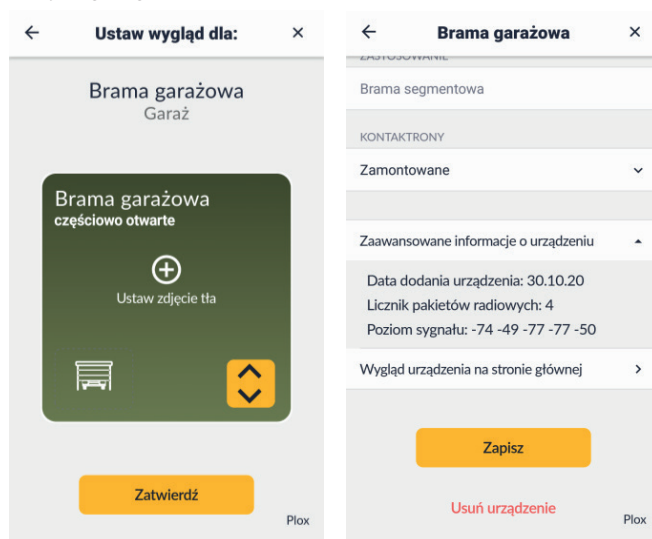 Ustaw wygląd dla:
Brama garażowa
Garaż
Brama garażowa
częściowo otwarte
Ustaw zdjęcie tła
Zatwierdź
Plox
Brama garażowa
ZASTOSOWANIE
Brama segmentowa
KONTAKTRONY
Zamontowane
Zaawansowane informacje o urządzeniu
Data dodania urządzenia: 30.10.20
Licznik pakietów radiowych: 4
Poziom sygnału: -74 -49 -77 -77 -50
Wygląd urządzenia na stronie głównej
Zapisz
Usuń urządzenie
Plox